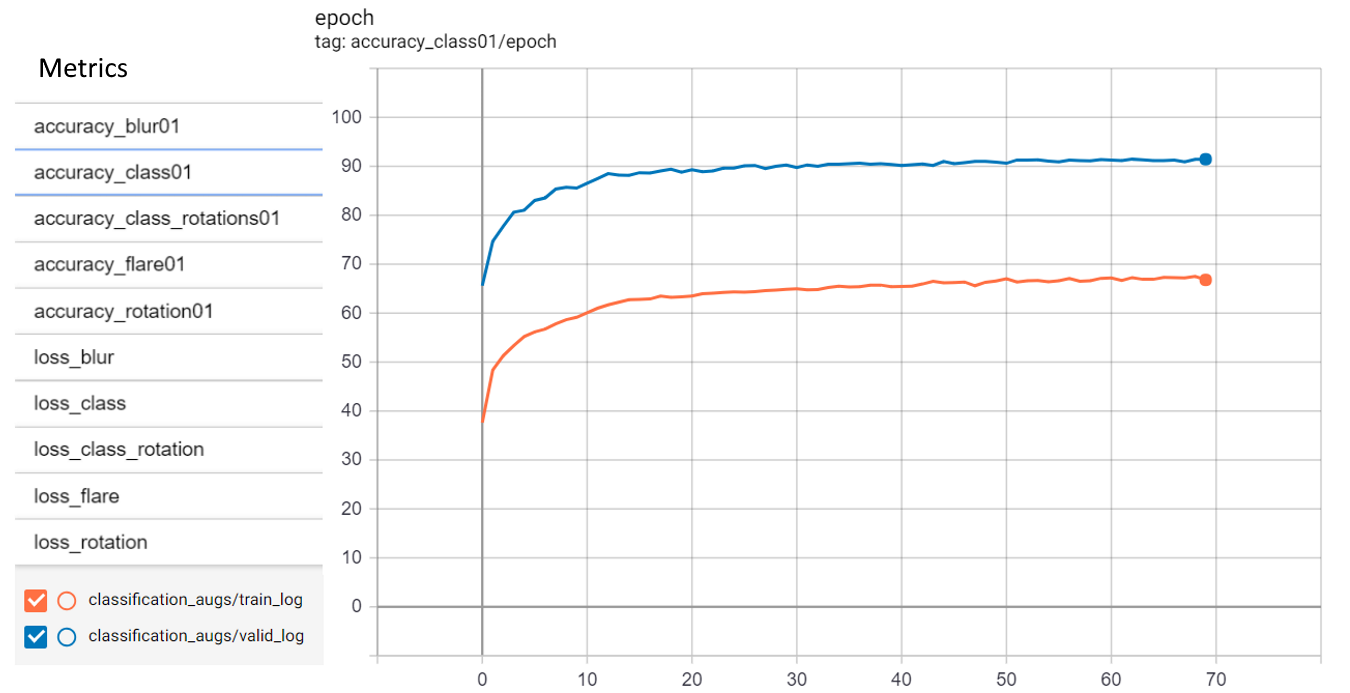 epoch
tag: accuracy_class01/epoch
Metrics
accuracy_blur01
accuracy_class01
accuracy_class_rotations01
accuracy_flare01
accuracy_rotation01
loss_blur
loss_class
loss_class_rotation
loss_flare
loss_rotation
classification_augs/train_log
classification_augs/valid_log
100
90
80
70
60
50
40
30
20
10
0
0 10 20 30 40 50 60 70